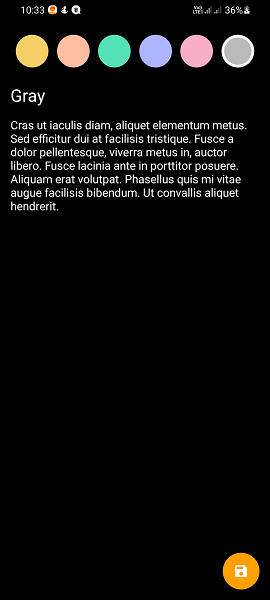 10:33 36%
Gray
Cras ut iaculis diam, aliquet elementum metus.
Sed efficitur dui at facilisis tristique. Fusce a
dolor pellentesque, viverra metus in, auctor
libero. Fusce lacinia ante in porttitor posuere.
Aliquam erat volutpat. Phasellus quis mi vitae
augue facilisis bibendum. Ut convallis aliquet
hendrerit.